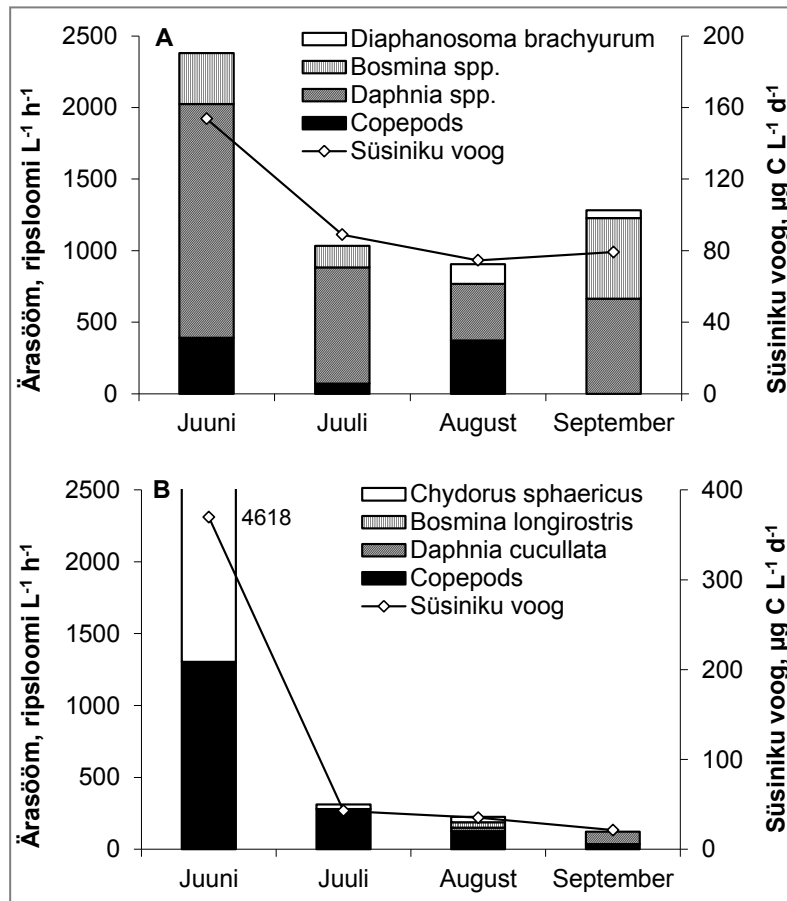 A
Diaphanosoma brachyurum
Bosmina spp.
Daphnia spp.
Copepods
Süsiniku voog
Ärasööm, ripsloomi L⁻¹ h⁻¹
2500
2000
1500
1000
500
0
200
160
120
80
40
0
Süsiniku voog, µg C L⁻¹ d⁻¹
Juuni Juuli August September
B
4618
Chydorus sphaericus
Bosmina longirostris
Daphnia cucullata
Copepods
Süsiniku voog
Ärasööm, ripsloomi L⁻¹ h⁻¹
2500
2000
1500
1000
500
0
400
300
200
100
0
Süsiniku voog, µg C L⁻¹ d⁻¹
Juuni Juuli August September